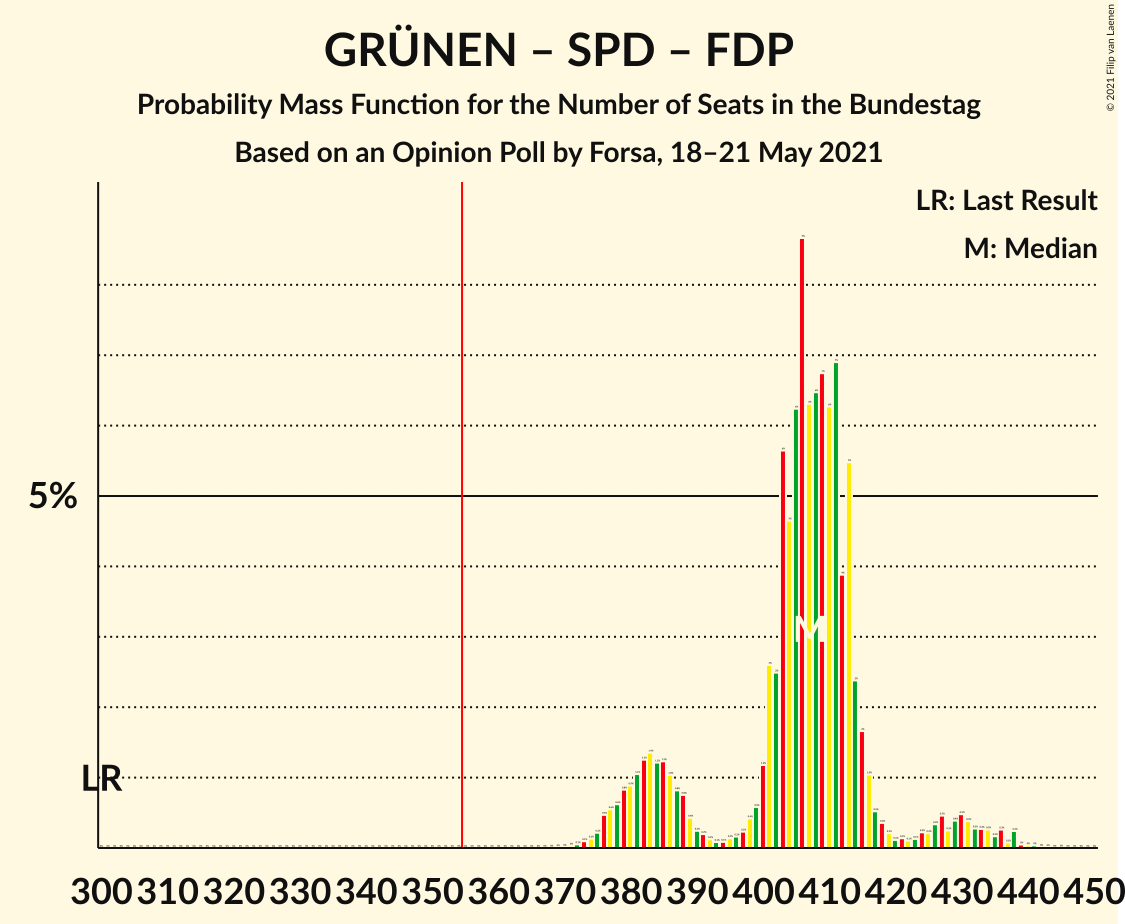 GRÜNEN – SPD – FDP
Probability Mass Function for the Number of Seats in the Bundestag
Based on an Opinion Poll by Forsa, 18–21 May 2021
© 2021 Filip van Laenen
LR: Last Result
M: Median
5%
M
LR
300 310 320 330 340 350 360 370 380 390 400 410 420 430 440 450